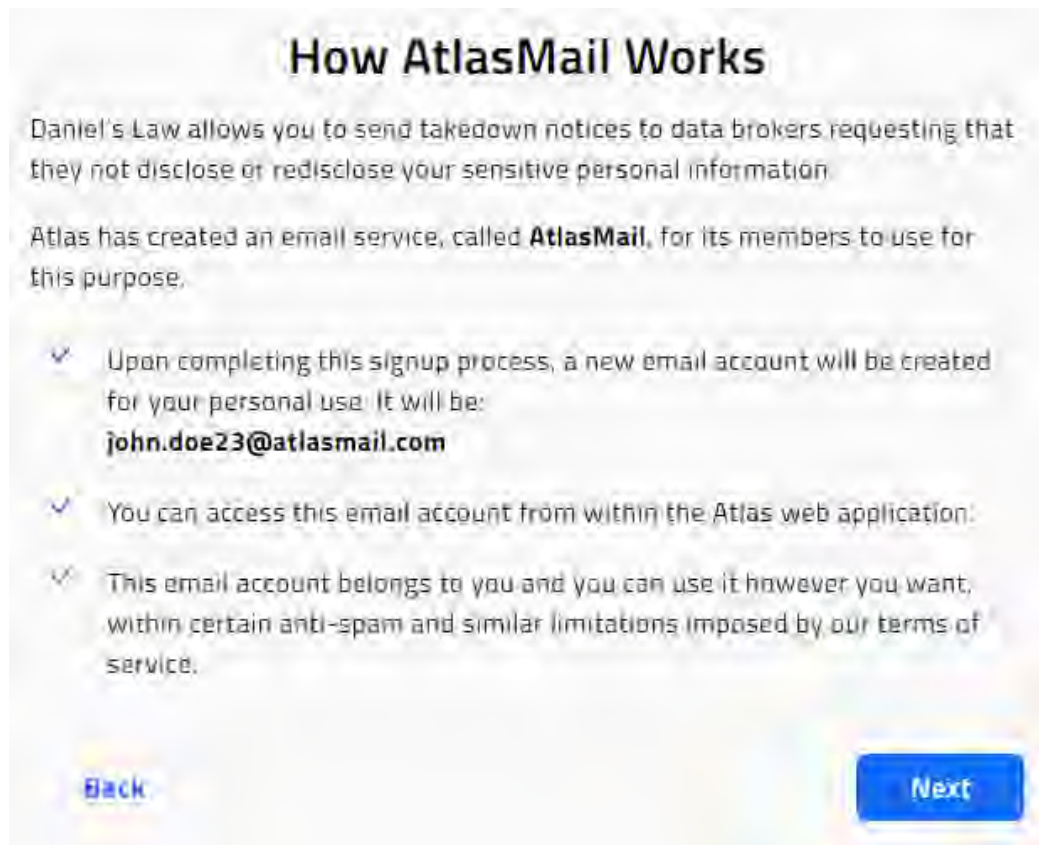 How AtlasMail Works
Daniel's Law allows you to send takedown notices to data brokers requesting that
they not disclose or redisclose your sensitive personal information.
Atlas has created an email service, called AtlasMail, for its members to use for
this purpose.
Upon completing this signup process, a new email account will be created
for your personal use. It will be:
john.doe23@atlasmail.com
You can access this email account from within the Atlas web application.
This email account belongs to you and you can use it however you want,
within certain anti-spam and similar limitations imposed by our terms of
service.
Back
Next